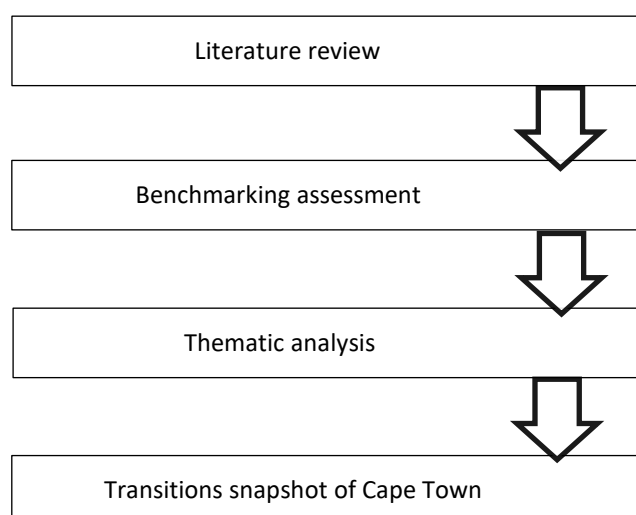 Literature review
Benchmarking assessment
Thematic analysis
Transitions snapshot of Cape Town